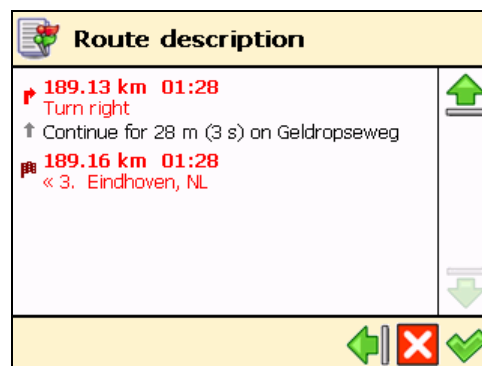 Route description
189.13 km 01:28
Turn right
Continue for 28 m (3 s) on Geldropseweg
189.16 km 01:28
« 3. Eindhoven, NL